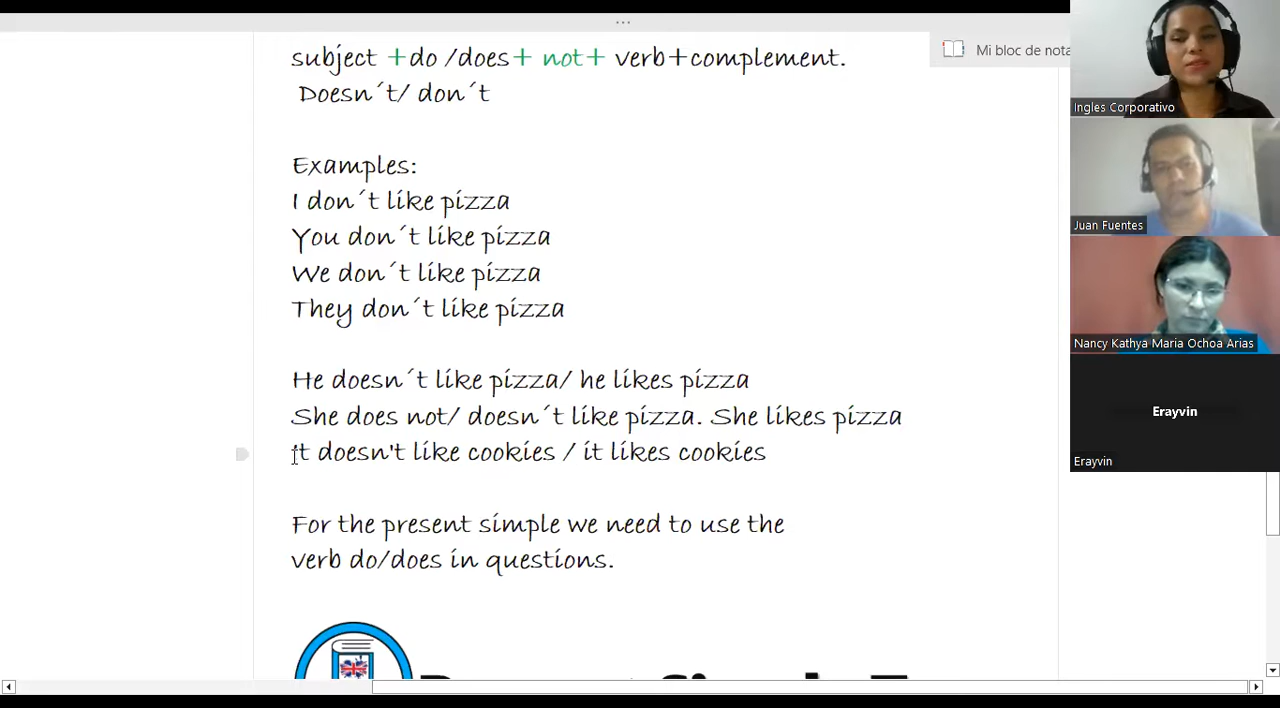 subject +do /does+ not+ verb+complement.
Doesn´t/ don´t
Examples:
I don´t like pizza
You don´t like pizza
We don´t like pizza
They don´t like pizza
He doesn´t like pizza/ he likes pizza
She does not/ doesn´t like pizza. She likes pizza
it doesn't like cookies / it likes cookies
For the present simple we need to use the
verb do/does in questions.
Mi bloc de nota
Ingles Corporativo
Juan Fuentes
Nancy Kathya Maria Ochoa Arias
Erayvin
Erayvin